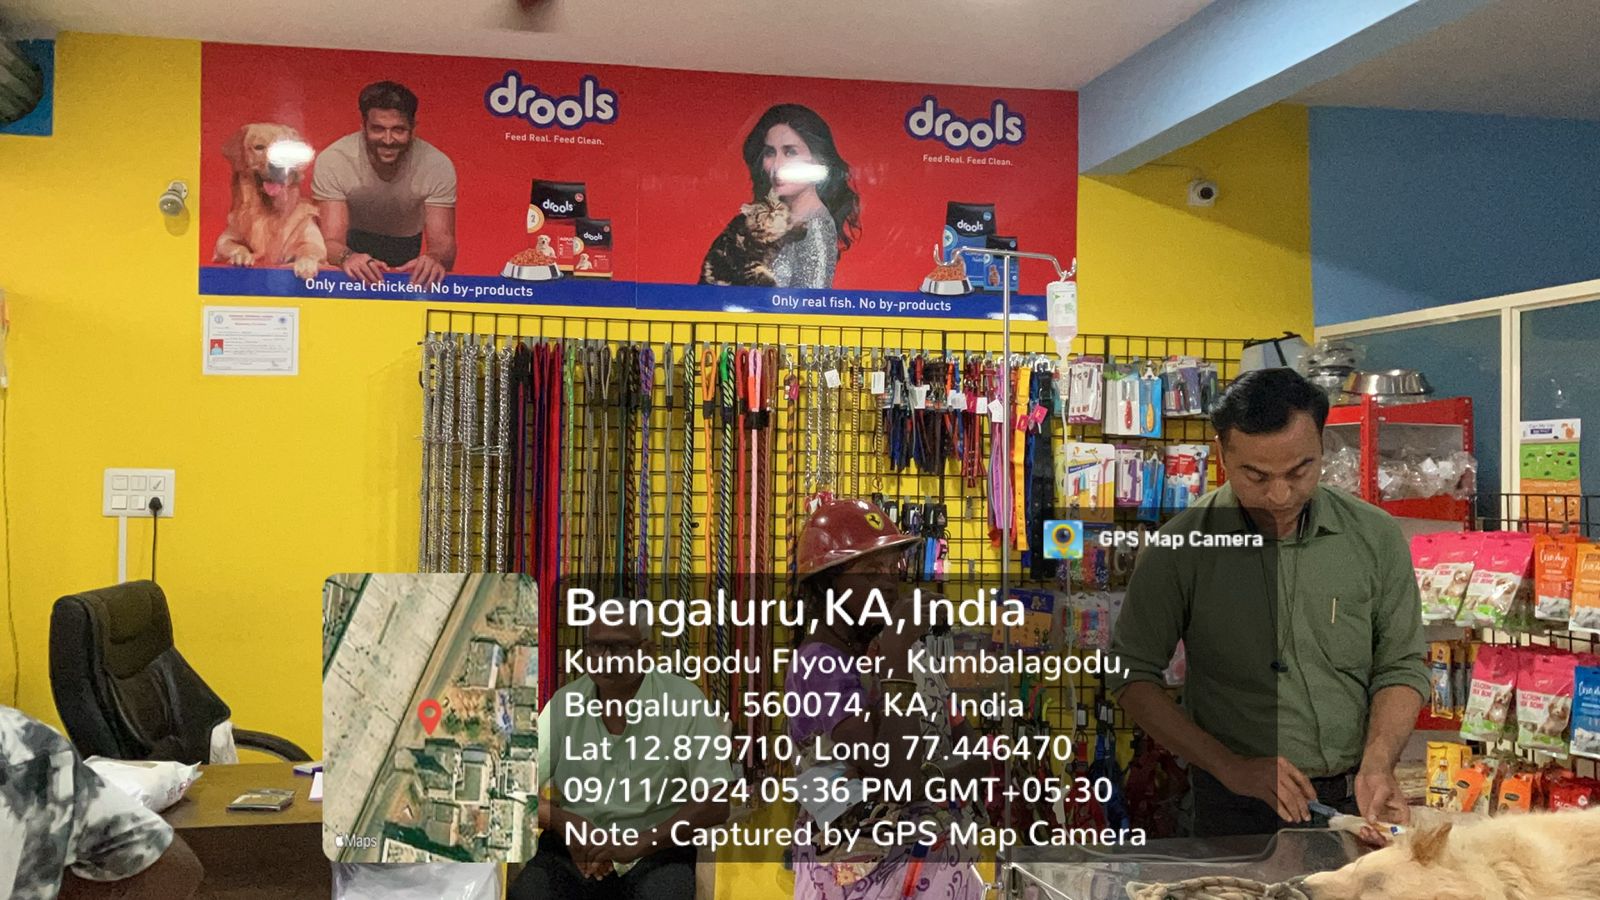 drools
Feed Real. Feed Clean.
drools
drools
Only real chicken. No by-products
drools
Feed Real. Feed Clean.
drools
Only real fish. No by-products
GPS Map Camera
Bengaluru,KA,India
Kumbalgodu Flyover, Kumbalagodu,
Bengaluru, 560074, KA, India
Lat 12.879710, Long 77.446470
09/11/2024 05:36 PM GMT+05:30
Note : Captured by GPS Map Camera
Maps